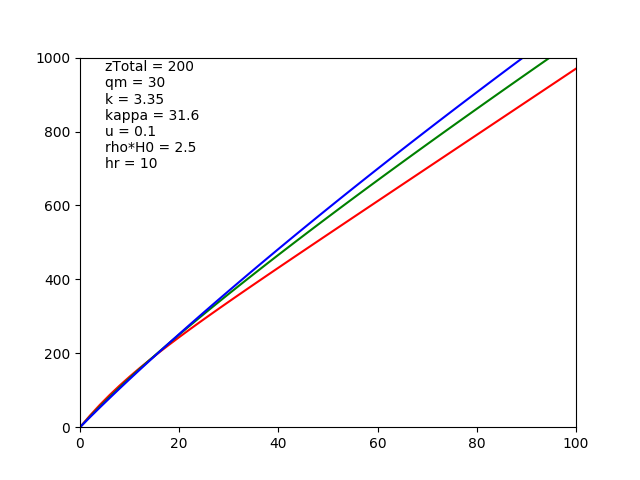 1000
800
600
400
200
0
zTotal = 200
qm = 30
k = 3.35
kappa = 31.6
u = 0.1
rho*H0 = 2.5
hr = 10
0 20 40 60 80 100